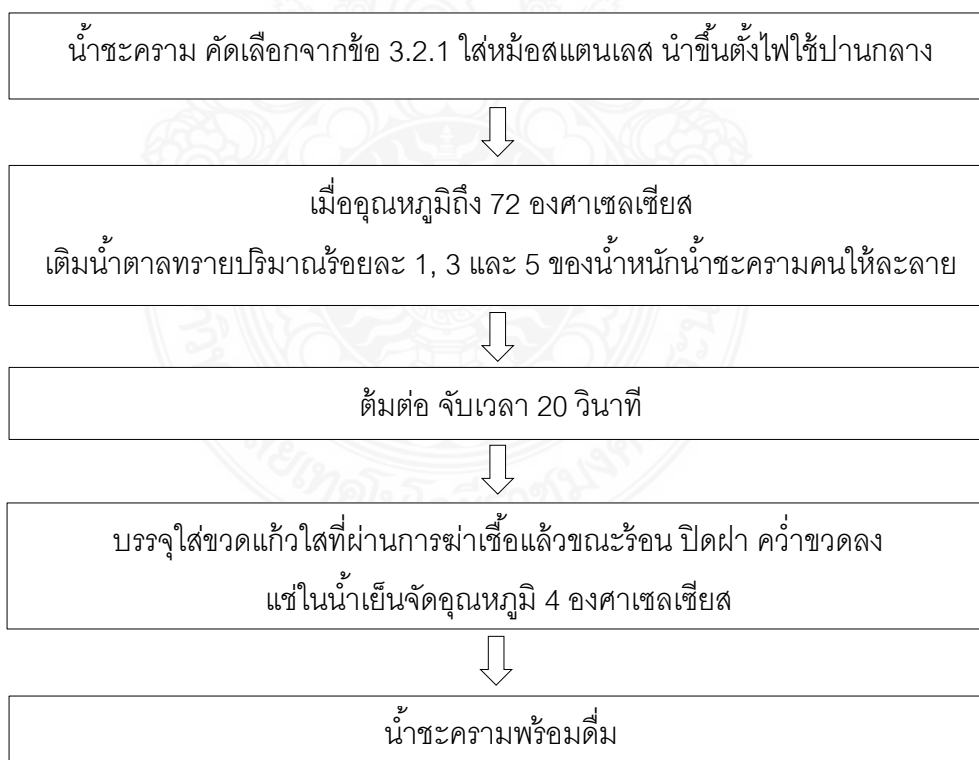 น้ำชะคราม คัดเลือกจากข้อ 3.2.1 ใส่หม้อสแตนเลส นำขึ้นตั้งไฟใช้ปานกลาง
เมื่ออุณหภูมิถึง 72 องศาเซลเซียส
เติมน้ำตาลทรายปริมาณร้อยละ 1, 3 และ 5 ของน้ำหนักน้ำชะครามคนให้ละลาย
ต้มต่อ จับเวลา 20 วินาที
บรรจุใส่ขวดแก้วใสที่ผ่านการฆ่าเชื้อแล้วขณะร้อน ปิดฝา คว่ำขวดลง
แช่ในน้ำเย็นจัดอุณหภูมิ 4 องศาเซลเซียส
น้ำชะครามพร้อมดื่ม